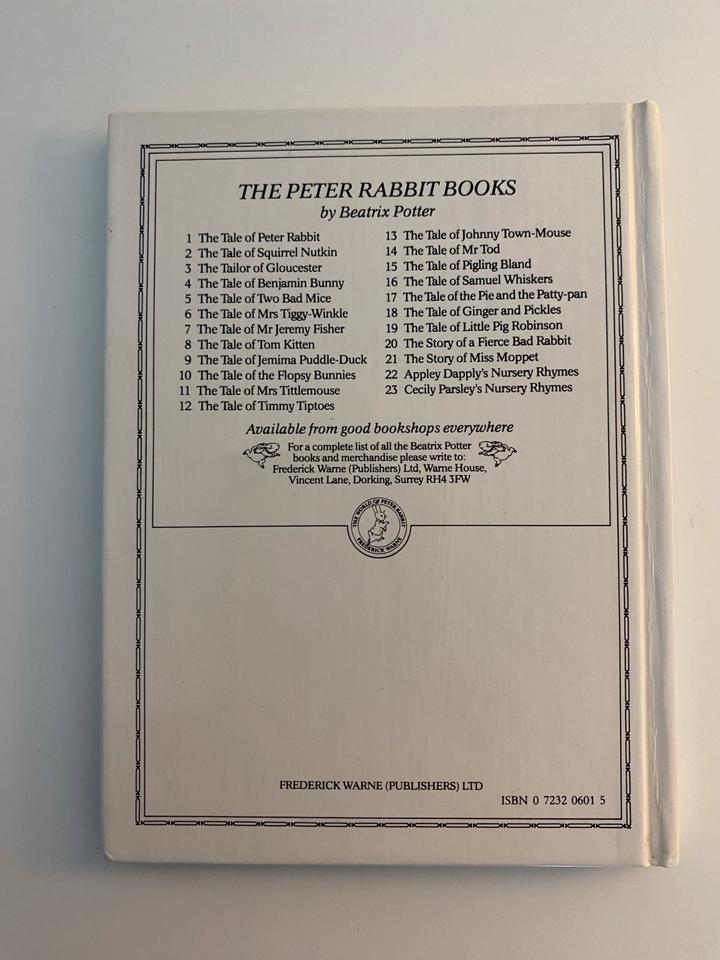 THE PETER RABBIT BOOKS
by Beatrix Potter
1 The Tale of Peter Rabbit
2 The Tale of Squirrel Nutkin
3 The Tailor of Gloucester
4 The Tale of Benjamin Bunny
5 The Tale of Two Bad Mice
6 The Tale of Mrs Tiggy-Winkle
7 The Tale of Mr Jeremy Fisher
8 The Tale of Tom Kitten
9 The Tale of Jemima Puddle-Duck
10 The Tale of the Flopsy Bunnies
11 The Tale of Mrs Tittlemouse
12 The Tale of Timmy Tiptoes
13 The Tale of Johnny Town-Mouse
14 The Tale of Mr Tod
15 The Tale of Pigling Bland
16 The Tale of Samuel Whiskers
17 The Tale of the Pie and the Patty-pan
18 The Tale of Ginger and Pickles
19 The Tale of Little Pig Robinson
20 The Story of a Fierce Bad Rabbit
21 The Story of Miss Moppet
22 Appley Dapply's Nursery Rhymes
23 Cecily Parsley's Nursery Rhymes
Available from good bookshops everywhere
For a complete list of all the Beatrix Potter
books and merchandise please write to:
Frederick Warne (Publishers) Ltd, Warne House,
Vincent Lane, Dorking, Surrey RH4 3FW
THE WORLD OF PETER RABBIT
FREDERICK WARNE
FREDERICK WARNE (PUBLISHERS) LTD
ISBN 0 7232 0601 5